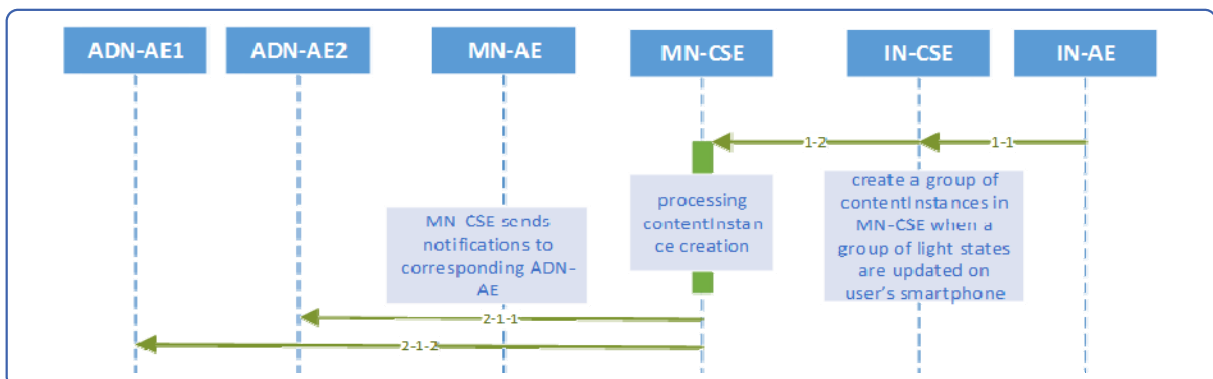 ADN-AE1
ADN-AE2
MN-AE
MN-CSE
IN-CSE
IN-AE
1-2
1-1
create a group of
contentInstances in
MN-CSE when a
group of light states
are updated on
user's smartphone
processing
contentInstan
ce creation
MN CSE sends
notifications to
corresponding ADN-
AE
2-1-1
2-1-2